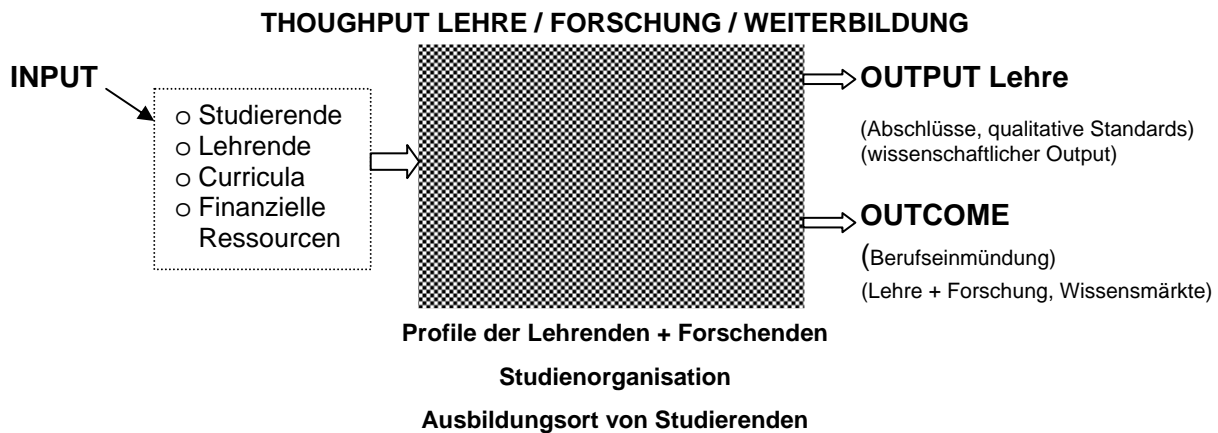 THOUGHPUT LEHRE / FORSCHUNG / WEITERBILDUNG
INPUT
o Studierende
o Lehrende
o Curricula
o Finanzielle
Ressourcen
OUTPUT Lehre
(Abschlüsse, qualitative Standards)
(wissenschaftlicher Output)
OUTCOME
(Berufseinmündung)
(Lehre + Forschung, Wissensmärkte)
Profile der Lehrenden + Forschenden
Studienorganisation
Ausbildungsort von Studierenden